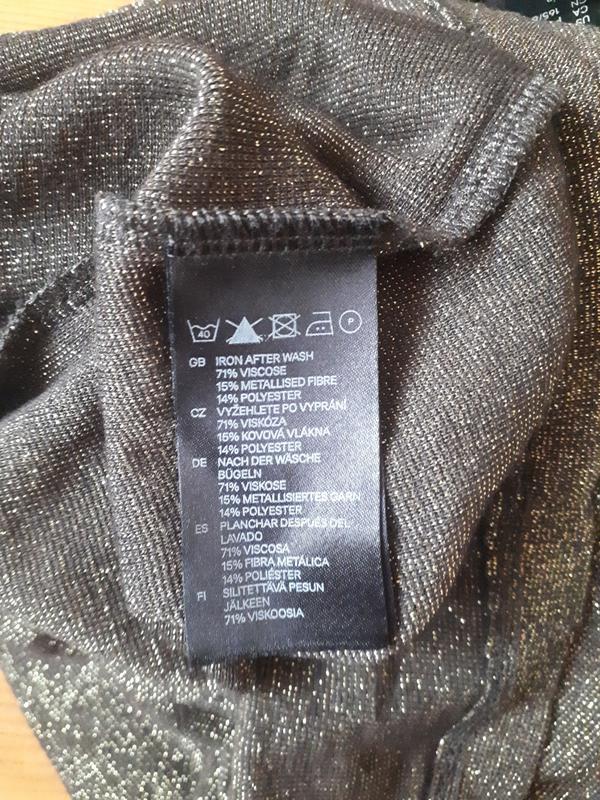 40
P
GB IRON AFTER WASH
71% VISCOSE
15% METALLISED FIBRE
14% POLYESTER
CZ VYŽEHLETE PO VYPRÁNÍ
71% VISKÓZA
15% KOVOVÁ VLÁKNA
14% POLYESTER
DE NACH DER WÄSCHE
BÜGELN
71% VISKOSE
15% METALLISIERTES GARN
14% POLYESTER
ES PLANCHAR DESPUÉS DEL
LAVADO
71% VISCOSA
15% FIBRA METÁLICA
14% POLIÉSTER
FI SILITETTÄVÄ PESUN
JÄLKEEN
71% VISKOOSIA